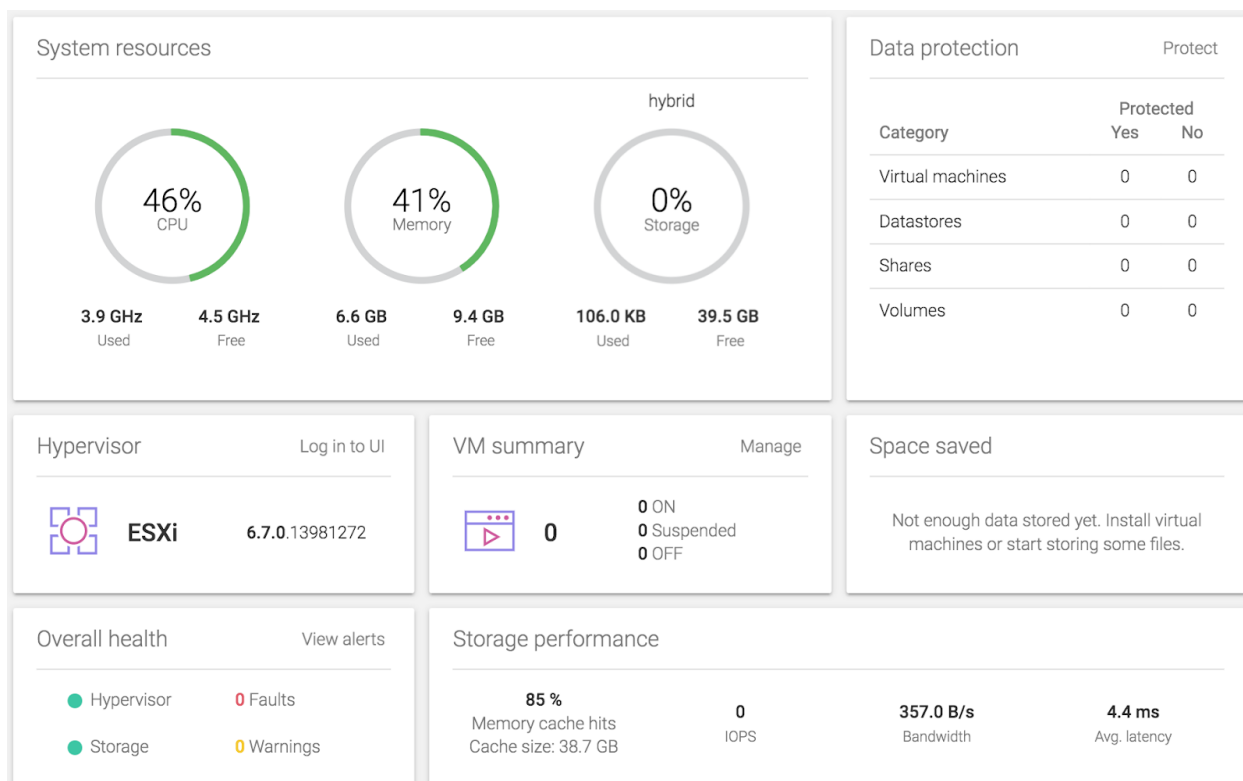 System resources
hybrid
46%
CPU
3.9 GHz 4.5 GHz
Used Free
41%
Memory
6.6 GB 9.4 GB
Used Free
0%
Storage
106.0 KB 39.5 GB
Used Free
Data protection Protect
Protected
Category Yes No
Virtual machines 0 0
Datastores 0 0
Shares 0 0
Volumes 0 0
Hypervisor Log in to UI
ESXi 6.7.0.13981272
VM summary Manage
0
0 ON
0 Suspended
0 OFF
Space saved
Not enough data stored yet. Install virtual
machines or start storing some files.
Overall health View alerts
Hypervisor 0 Faults
Storage 0 Warnings
Storage performance
85 %
Memory cache hits
Cache size: 38.7 GB
0
IOPS
357.0 B/s
Bandwidth
4.4 ms
Avg. latency